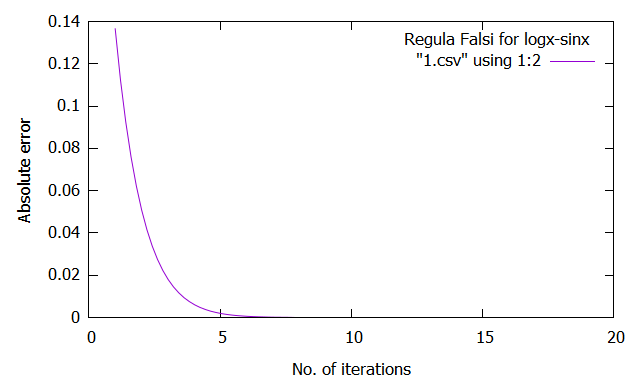 0.14
0.12
0.1
0.08
0.06
0.04
0.02
0
0 5 10 15 20
Absolute error
No. of iterations
Regula Falsi for logx-sinx
"1.csv" using 1:2